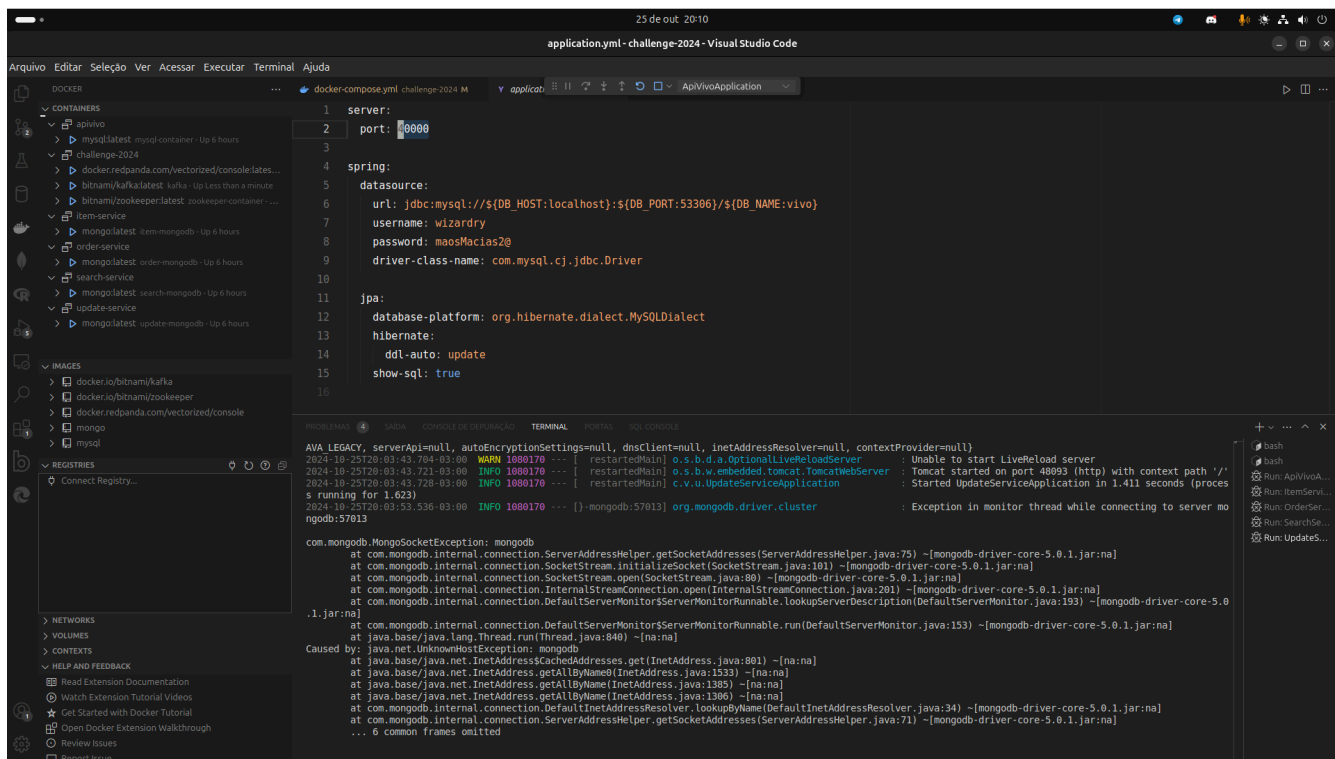 25 de out 20:10
application.yml - challenge-2024 - Visual Studio Code
Arquivo Editar Seleção Ver Acessar Executar Terminal Ajuda
DOCKER
docker-compose.yml challenge-2024 M
ApiVivoApplication
CONTAINERS
apivivo
mysql:latest mysql-container - Up 6 hours
challenge-2024
docker.redpanda.com/vectorized/console:lates...
bitnami/kafka:latest kafka - Up Less than a minute
bitnami/zookeeper:latest zookeeper-container - ...
item-service
mongo:latest item-mongodb - Up 6 hours
order-service
mongo:latest order-mongodb - Up 6 hours
search-service
mongo:latest search-mongodb - Up 6 hours
update-service
mongo:latest update-mongodb - Up 6 hours
IMAGES
docker.io/bitnami/kafka
docker.io/bitnami/zookeeper
docker.redpanda.com/vectorized/console
mongo
mysql
REGISTRIES
Connect Registry...
NETWORKS
VOLUMES
CONTEXTS
HELP AND FEEDBACK
Read Extension Documentation
Watch Extension Tutorial Videos
Get Started with Docker Tutorial
Open Docker Extension Walkthrough
Review Issues
Report Issue
1 server:
2 port: 40000
3
4 spring:
5 datasource:
6 url: jdbc:mysql://${DB_HOST:localhost}:${DB_PORT:53306}/${DB_NAME:vivo}
7 username: wizardry
8 password: maosMacias2@
9 driver-class-name: com.mysql.cj.jdbc.Driver
10
11 jpa:
12 database-platform: org.hibernate.dialect.MySQLDialect
13 hibernate:
14 ddl-auto: update
15 show-sql: true
16
PROBLEMAS 4 SAÍDA CONSOLE DE DEPURAÇÃO TERMINAL PORTAS SQL CONSOLE
AVA_LEGACY, serverApi=null, autoEncryptionSettings=null, dnsClient=null, inetAddressResolver=null, contextProvider=null}
2024-10-25T20:03:43.704-03:00 WARN 1080170 --- [ restartedMain] o.s.b.d.a.OptionalLiveReloadServer : Unable to start LiveReload server
2024-10-25T20:03:43.721-03:00 INFO 1080170 --- [ restartedMain] o.s.b.w.embedded.tomcat.TomcatWebServer : Tomcat started on port 48093 (http) with context path '/'
2024-10-25T20:03:43.728-03:00 INFO 1080170 --- [ restartedMain] c.v.u.UpdateServiceApplication : Started UpdateServiceApplication in 1.411 seconds (proces
s running for 1.623)
2024-10-25T20:03:53.536-03:00 INFO 1080170 --- [}-mongodb:57013] org.mongodb.driver.cluster : Exception in monitor thread while connecting to server mo
ngodb:57013
com.mongodb.MongoSocketException: mongodb
at com.mongodb.internal.connection.ServerAddressHelper.getSocketAddresses(ServerAddressHelper.java:75) ~[mongodb-driver-core-5.0.1.jar:na]
at com.mongodb.internal.connection.SocketStream.initializeSocket(SocketStream.java:101) ~[mongodb-driver-core-5.0.1.jar:na]
at com.mongodb.internal.connection.SocketStream.open(SocketStream.java:80) ~[mongodb-driver-core-5.0.1.jar:na]
at com.mongodb.internal.connection.InternalStreamConnection.open(InternalStreamConnection.java:201) ~[mongodb-driver-core-5.0.1.jar:na]
at com.mongodb.internal.connection.DefaultServerMonitor$ServerMonitorRunnable.lookupServerDescription(DefaultServerMonitor.java:193) ~[mongodb-driver-core-5.0
.1.jar:na]
at com.mongodb.internal.connection.DefaultServerMonitor$ServerMonitorRunnable.run(DefaultServerMonitor.java:153) ~[mongodb-driver-core-5.0.1.jar:na]
at java.base/java.lang.Thread.run(Thread.java:840) ~[na:na]
Caused by: java.net.UnknownHostException: mongodb
at java.base/java.net.InetAddress$CachedAddresses.get(InetAddress.java:801) ~[na:na]
at java.base/java.net.InetAddress.getAllByName0(InetAddress.java:1533) ~[na:na]
at java.base/java.net.InetAddress.getAllByName(InetAddress.java:1385) ~[na:na]
at java.base/java.net.InetAddress.getAllByName(InetAddress.java:1306) ~[na:na]
at com.mongodb.internal.connection.DefaultInetAddressResolver.lookupByName(DefaultInetAddressResolver.java:34) ~[mongodb-driver-core-5.0.1.jar:na]
at com.mongodb.internal.connection.ServerAddressHelper.getSocketAddresses(ServerAddressHelper.java:71) ~[mongodb-driver-core-5.0.1.jar:na]
... 6 common frames omitted
bash
bash
Run: ApiVivoA...
Run: ItemServi...
Run: OrderSer...
Run: SearchSe...
Run: UpdateS...